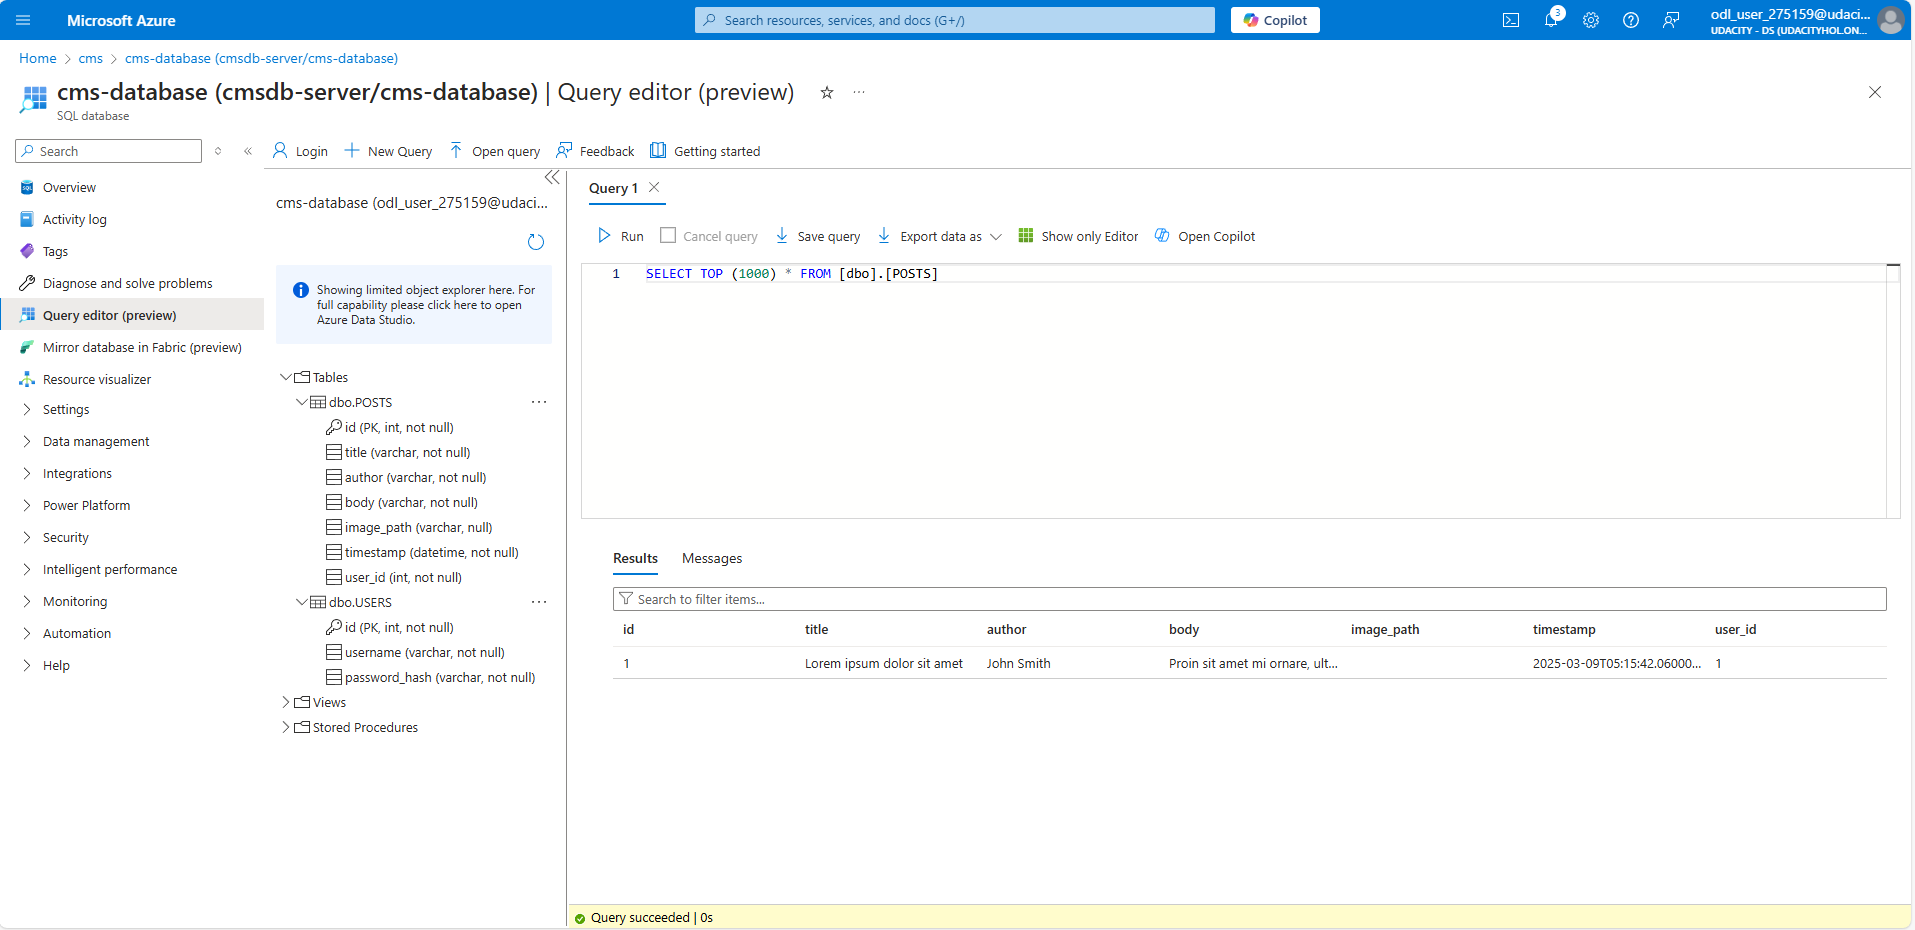 Microsoft Azure
Search resources, services, and docs (G+/)
Copilot
3
odl_user_275159@udaci...
UDACITY - DS (UDACITYHOL.ON...
Home > cms > cms-database (cmsdb-server/cms-database)
cms-database (cmsdb-server/cms-database) | Query editor (preview)
SQL database
Search
Login
New Query
Open query
Feedback
Getting started
Overview
Activity log
Tags
Diagnose and solve problems
Query editor (preview)
Mirror database in Fabric (preview)
Resource visualizer
Settings
Data management
Integrations
Power Platform
Security
Intelligent performance
Monitoring
Automation
Help
cms-database (odl_user_275159@udaci...
Showing limited object explorer here. For
full capability please click here to open
Azure Data Studio.
Tables
dbo.POSTS
id (PK, int, not null)
title (varchar, not null)
author (varchar, not null)
body (varchar, not null)
image_path (varchar, null)
timestamp (datetime, not null)
user_id (int, not null)
dbo.USERS
id (PK, int, not null)
username (varchar, not null)
password_hash (varchar, not null)
Views
Stored Procedures
Query 1
Run
Cancel query
Save query
Export data as
Show only Editor
Open Copilot
1 SELECT TOP (1000) * FROM [dbo].[POSTS]
Results
Messages
Search to filter items...
id title author body image_path timestamp user_id
1 Lorem ipsum dolor sit amet John Smith Proin sit amet mi ornare, ult... 2025-03-09T05:15:42.06000... 1
Query succeeded | 0s